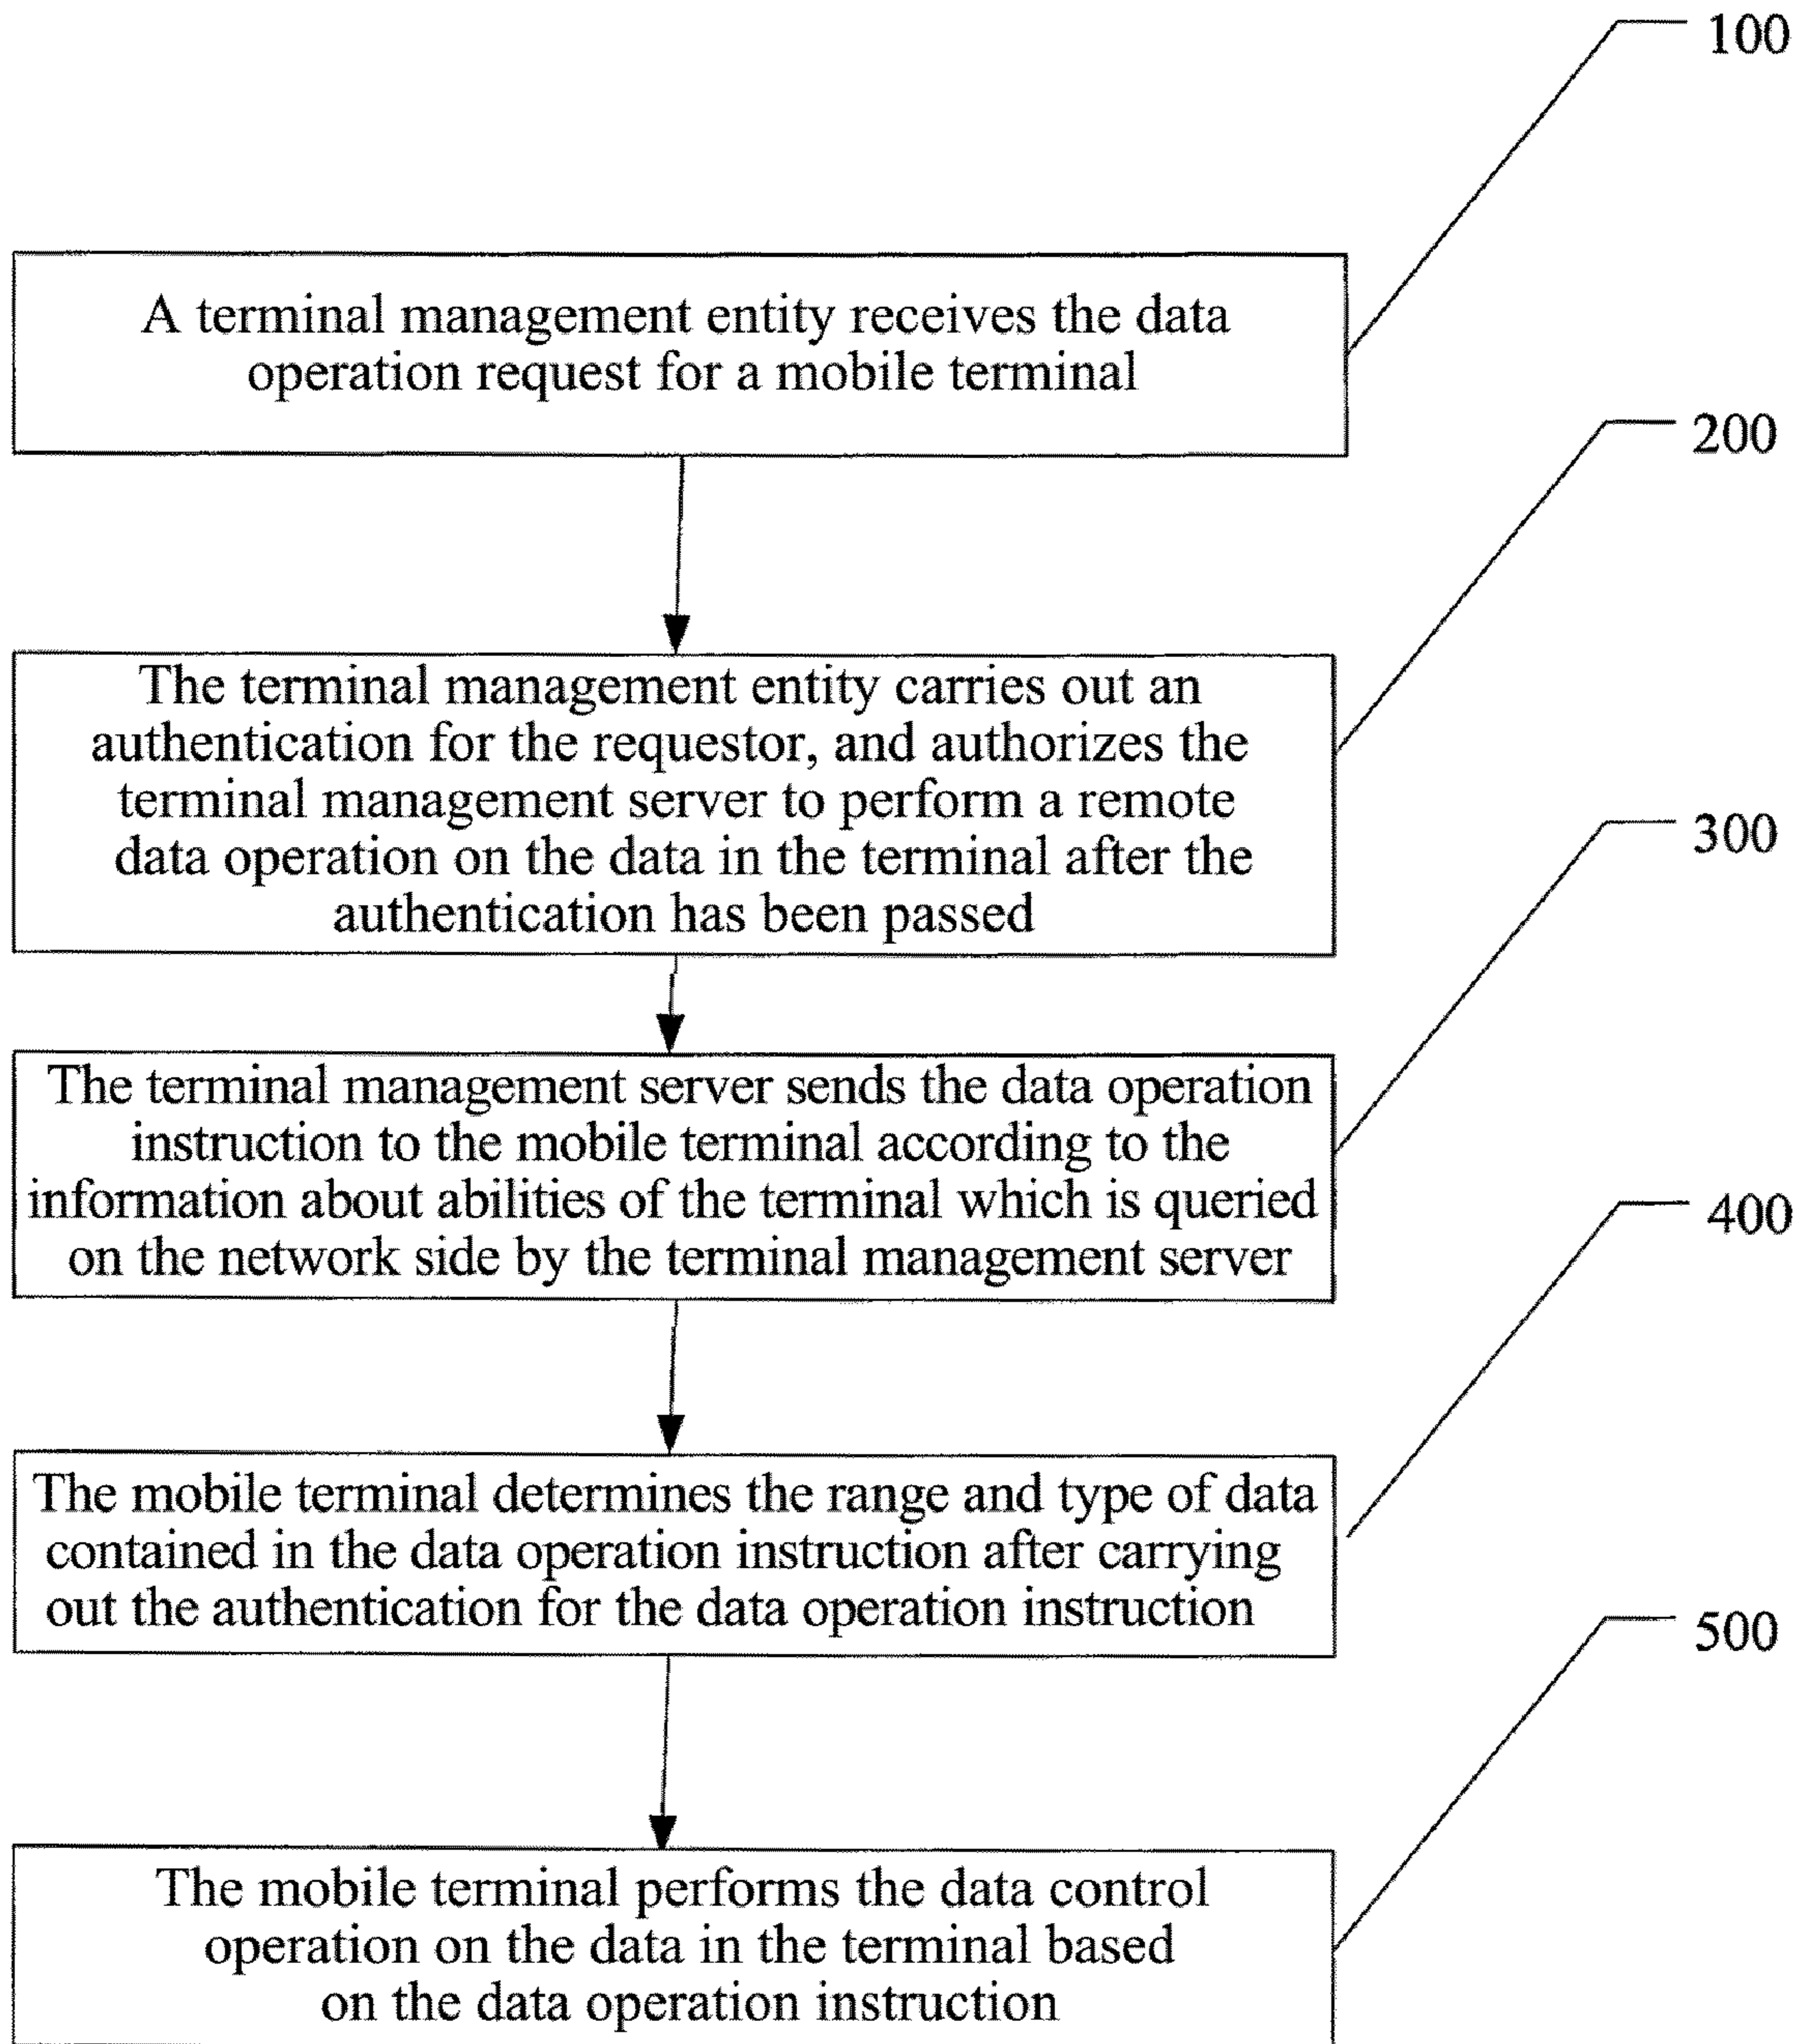 100
A terminal management entity receives the data
operation request for a mobile terminal
200
The terminal management entity carries out an
authentication for the requestor, and authorizes the
terminal management server to perform a remote
data operation on the data in the terminal after the
authentication has been passed
300
The terminal management server sends the data operation
instruction to the mobile terminal according to the
information about abilities of the terminal which is queried
on the network side by the terminal management server
400
The mobile terminal determines the range and type of data
contained in the data operation instruction after carrying
out the authentication for the data operation instruction
500
The mobile terminal performs the data control
operation on the data in the terminal based
on the data operation instruction